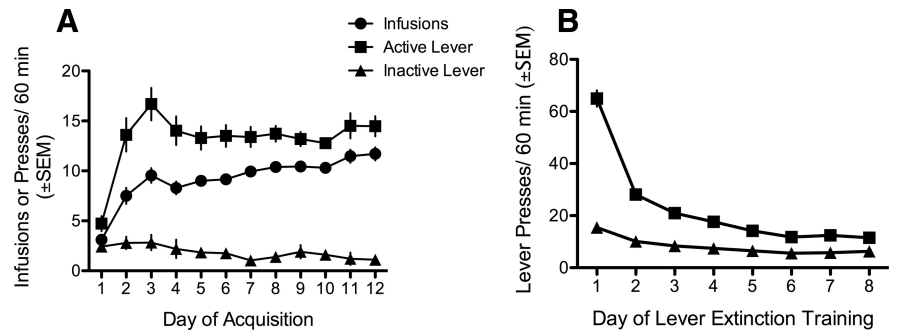 A
Infusions
Active Lever
Inactive Lever
Infusions or Presses/ 60 min
(±SEM)
20
15
10
5
0
1 2 3 4 5 6 7 8 9 10 11 12
Day of Acquisition
B
Lever Presses/ 60 min (±SEM)
80
60
40
20
0
1 2 3 4 5 6 7 8
Day of Lever Extinction Training